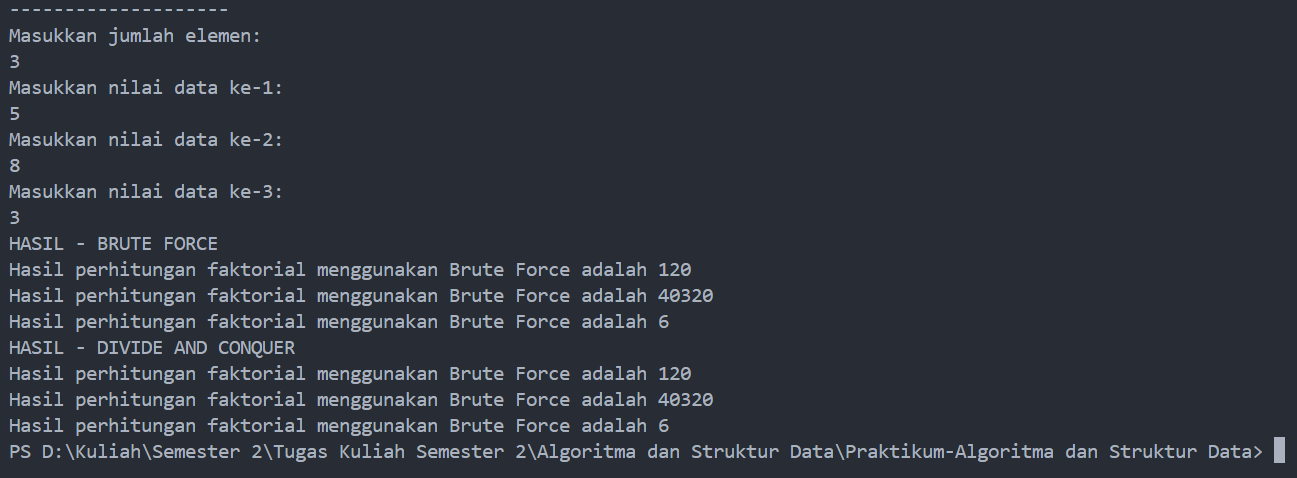 --------------------
Masukkan jumlah elemen:
3
Masukkan nilai data ke-1:
5
Masukkan nilai data ke-2:
8
Masukkan nilai data ke-3:
3
HASIL - BRUTE FORCE
Hasil perhitungan faktorial menggunakan Brute Force adalah 120
Hasil perhitungan faktorial menggunakan Brute Force adalah 40320
Hasil perhitungan faktorial menggunakan Brute Force adalah 6
HASIL - DIVIDE AND CONQUER
Hasil perhitungan faktorial menggunakan Brute Force adalah 120
Hasil perhitungan faktorial menggunakan Brute Force adalah 40320
Hasil perhitungan faktorial menggunakan Brute Force adalah 6
PS D:\Kuliah\Semester 2\Tugas Kuliah Semester 2\Algoritma dan Struktur Data\Praktikum-Algoritma dan Struktur Data>